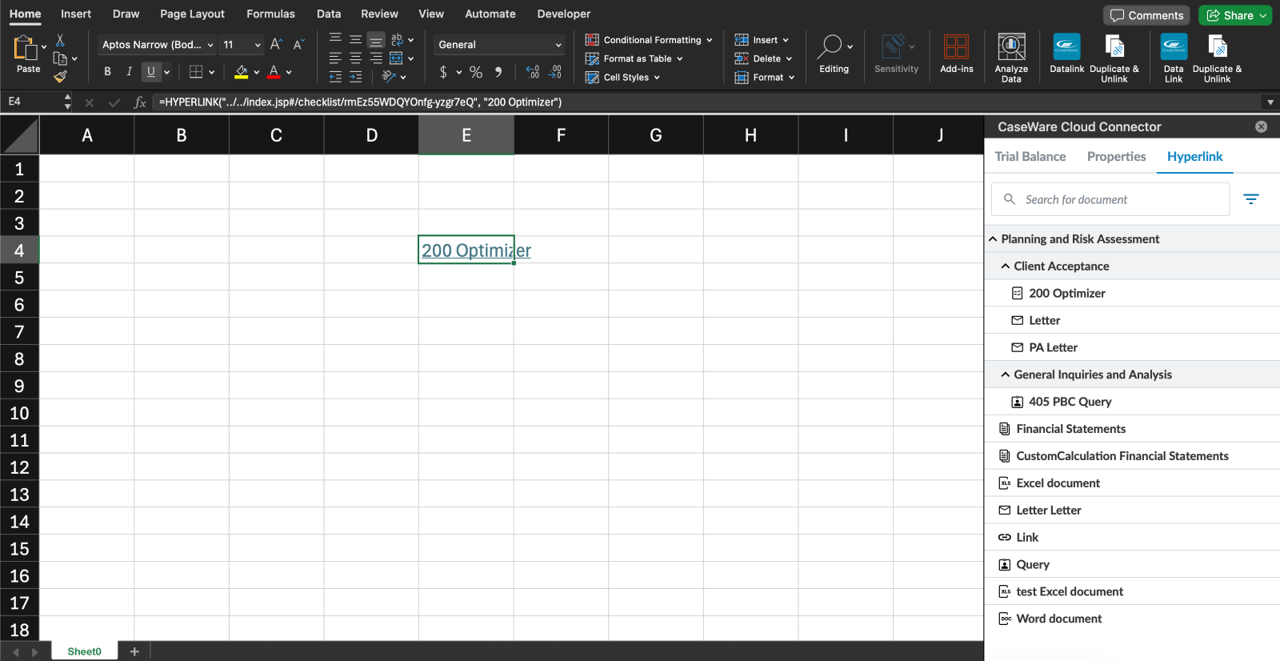 Home Insert Draw Page Layout Formulas Data Review View Automate Developer Comments Share
Paste
Aptos Narrow (Bod... 11 A A
B I U A
ab
General
$ % 9
.00 .00
Conditional Formatting
Format as Table
Cell Styles
Insert
Delete
Format
Editing
Sensitivity
Add-ins
Analyze Data
Datalink
Duplicate & Unlink
Data Link
Duplicate & Unlink
E4 fx =HYPERLINK("../../index.jsp#/checklist/rmEz55WDQYOnfg-yzgr7eQ", "200 Optimizer")
A B C D E F G H I J
1
2
3
4 200 Optimizer
5
6
7
8
9
10
11
12
13
14
15
16
17
18
Sheet0 +
CaseWare Cloud Connector
Trial Balance Properties Hyperlink
Search for document
Planning and Risk Assessment
Client Acceptance
200 Optimizer
Letter
PA Letter
General Inquiries and Analysis
405 PBC Query
Financial Statements
CustomCalculation Financial Statements
Excel document
Letter Letter
Link
Query
test Excel document
Word document